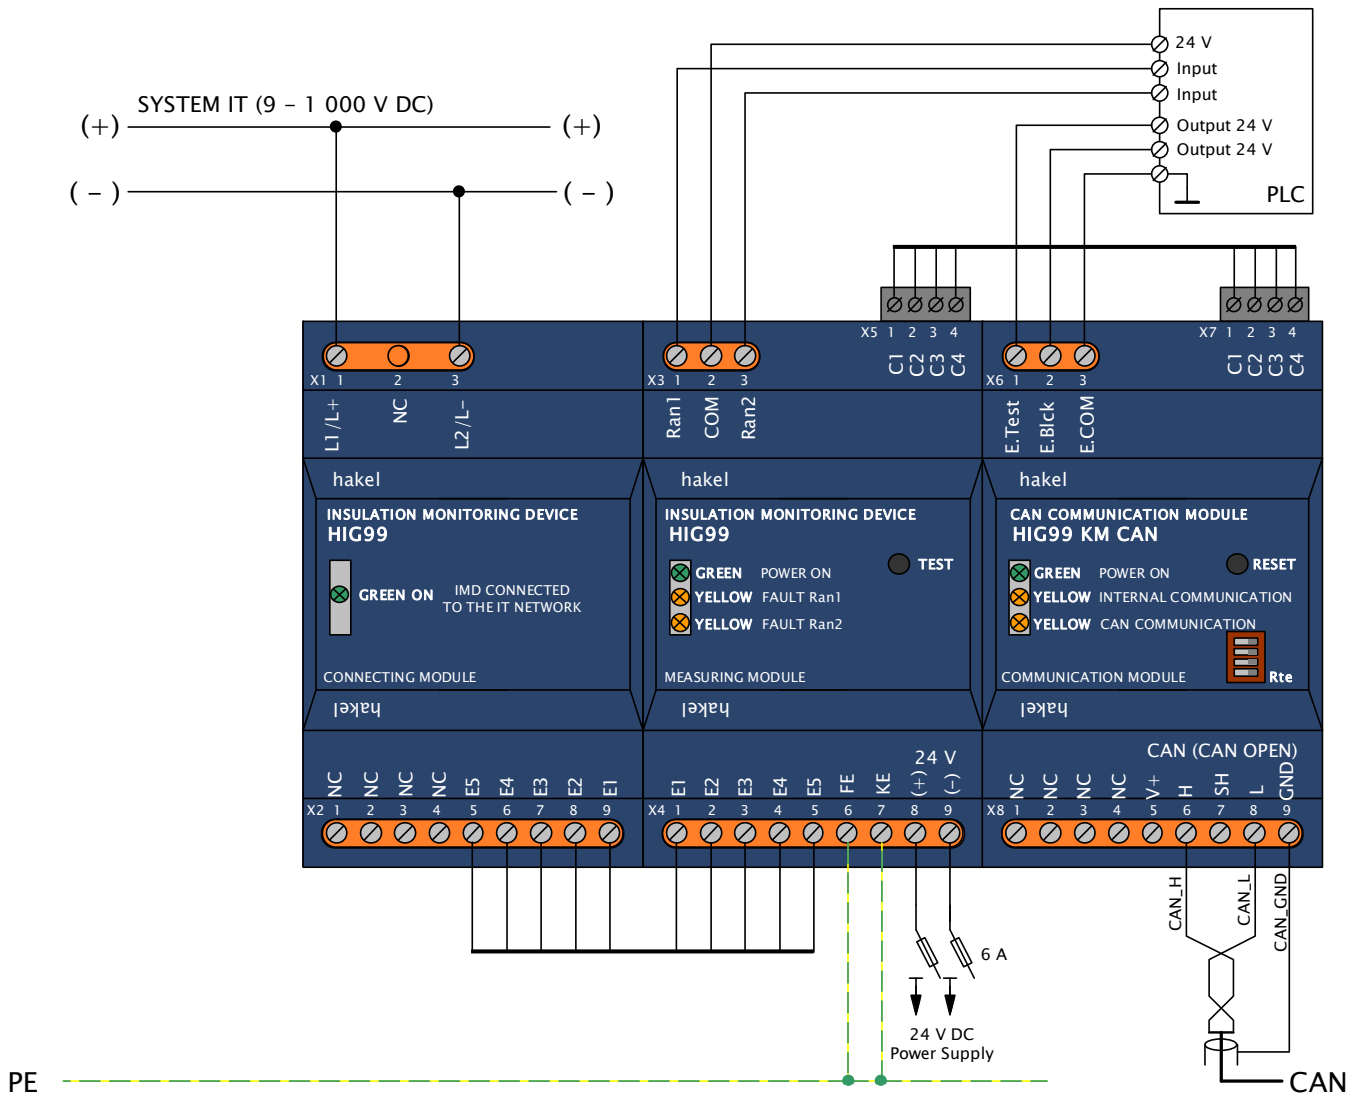 24 V
Input
Input
Output 24 V
Output 24 V
PLC
SYSTEM IT (9 – 1 000 V DC)
(+) (+)
( – ) ( – )
X1 1 2 3
L1/L+ NC L2/L-
X3 1 2 3
Ran1 COM Ran2
X5 1 2 3 4
C1 C2 C3 C4
X6 1 2 3
E.Test E.Blck E.COM
X7 1 2 3 4
C1 C2 C3 C4
hakel
INSULATION MONITORING DEVICE
HIG99
GREEN ON IMD CONNECTED
TO THE IT NETWORK
CONNECTING MODULE
hakel
hakel
INSULATION MONITORING DEVICE
HIG99
TEST
GREEN POWER ON
YELLOW FAULT Ran1
YELLOW FAULT Ran2
MEASURING MODULE
hakel
hakel
CAN COMMUNICATION MODULE
HIG99 KM CAN
RESET
GREEN POWER ON
YELLOW INTERNAL COMMUNICATION
YELLOW CAN COMMUNICATION
COMMUNICATION MODULE Rte
hakel
NC NC NC NC E5 E4 E3 E2 E1
X2 1 2 3 4 5 6 7 8 9
24 V
E1 E2 E3 E4 E5 FE KE (+) (-)
X4 1 2 3 4 5 6 7 8 9
CAN (CAN OPEN)
NC NC NC NC V+ H SH L GND
X8 1 2 3 4 5 6 7 8 9
CAN_H CAN_L CAN_GND
6 A
24 V DC
Power Supply
PE
CAN